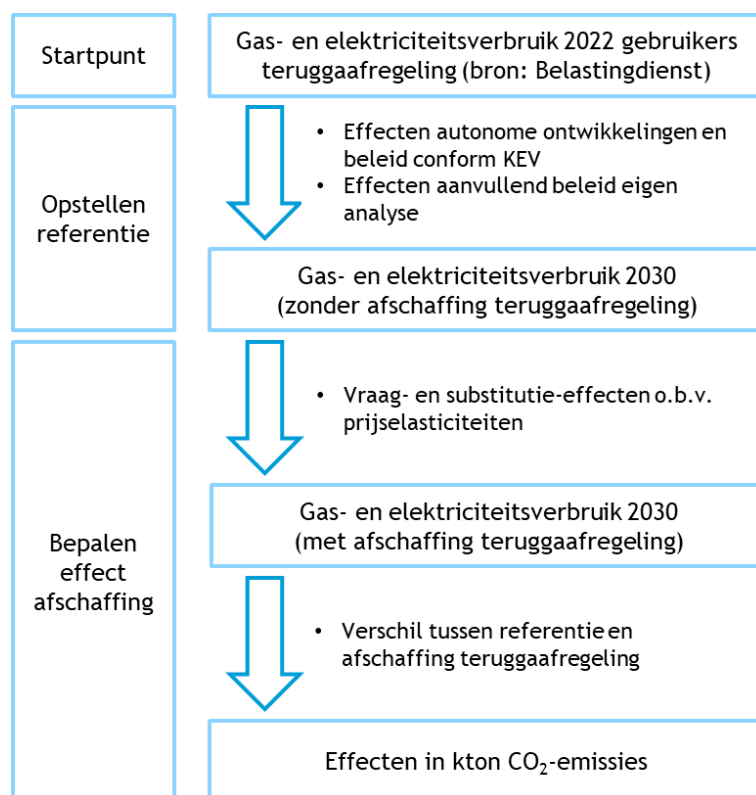 Startpunt
Gas- en elektriciteitsverbruik 2022 gebruikers
teruggaafregeling (bron: Belastingdienst)
Opstellen
referentie
• Effecten autonome ontwikkelingen en
beleid conform KEV
• Effecten aanvullend beleid eigen
analyse
Gas- en elektriciteitsverbruik 2030
(zonder afschaffing teruggaafregeling)
Bepalen
effect
afschaffing
• Vraag- en substitutie-effecten o.b.v.
prijselasticiteiten
Gas- en elektriciteitsverbruik 2030
(met afschaffing teruggaafregeling)
• Verschil tussen referentie en
afschaffing teruggaafregeling
Effecten in kton CO₂-emissies